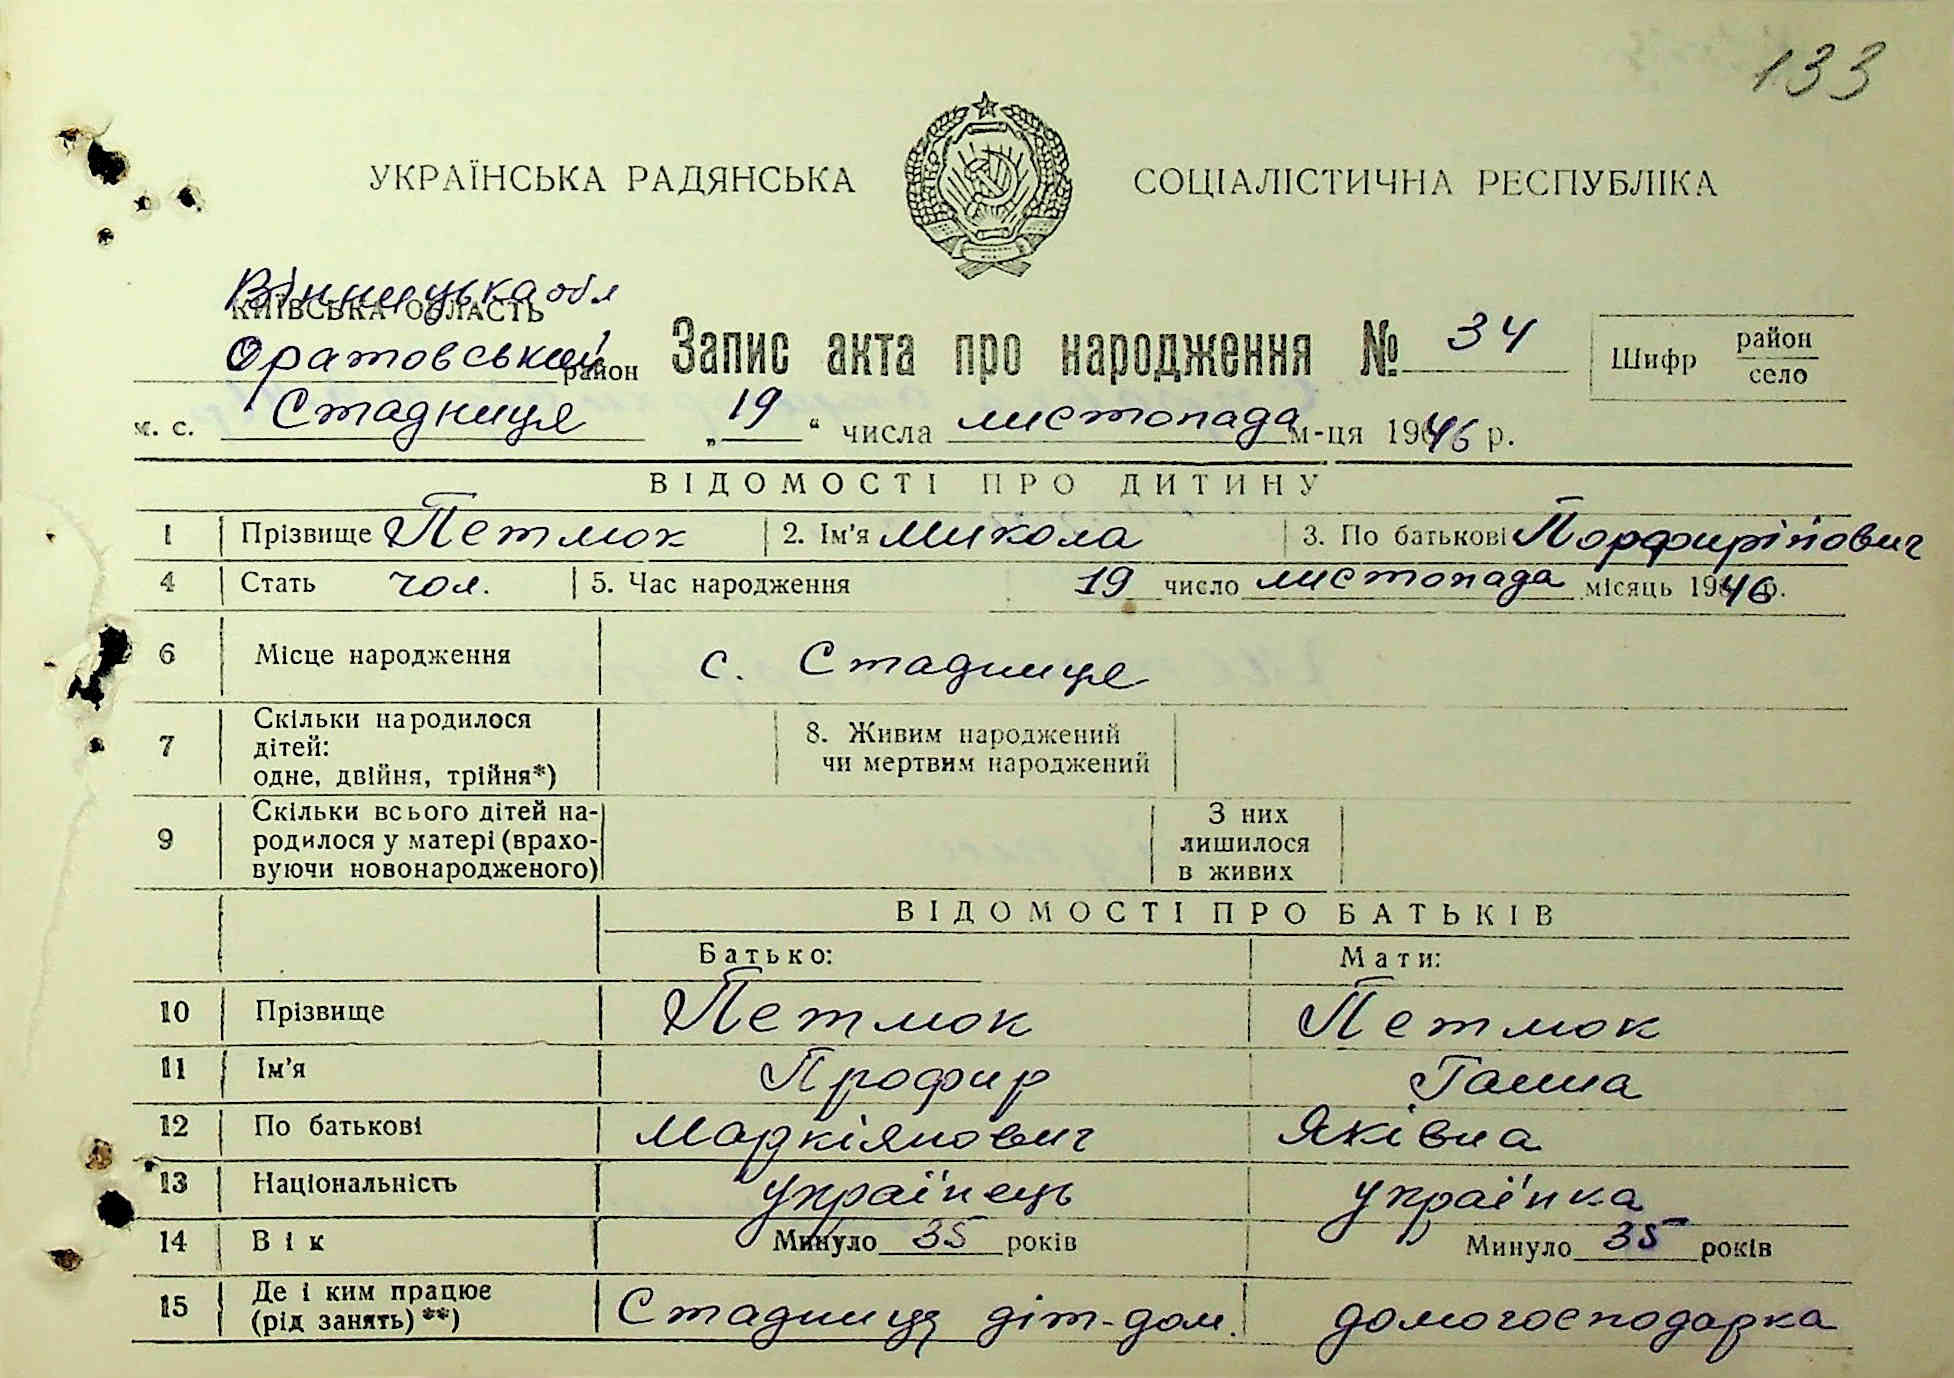 133
УКРАЇНСЬКА РАДЯНСЬКА СОЦІАЛІСТИЧНА РЕСПУБЛІКА
Вінницька обл
КИЇВСЬКА ОБЛАСТЬ
Оратовський район Запис акта про народження № 34 Шифр район село
м. с. Стадниця „19“ числа листопада м-ця 1946 р.
ВІДОМОСТІ ПРО ДИТИНУ
1 Прізвище Петлюк 2. Ім'я Микола 3. По батькові Порфирійович
4 Стать чол. 5. Час народження 19 число листопада місяць 1946 р.
6 Місце народження с. Стадниця
7 Скільки народилося
дітей:
одне, двійня, трійня*)
8. Живим народжений
чи мертвим народжений
9 Скільки всього дітей на-
родилося у матері (врахо-
вуючи новонародженого)
З них
лишилося
в живих
ВІДОМОСТІ ПРО БАТЬКІВ
Батько: Мати:
10 Прізвище Петлюк Петлюк
11 Ім'я Профир Ганна
12 По батькові Маркіянович Яківна
13 Національність українець українка
14 Вік Минуло 35 років Минуло 35 років
15 Де і ким працює
(рід занять)**) Стадниця діт-дом. домогосподарка